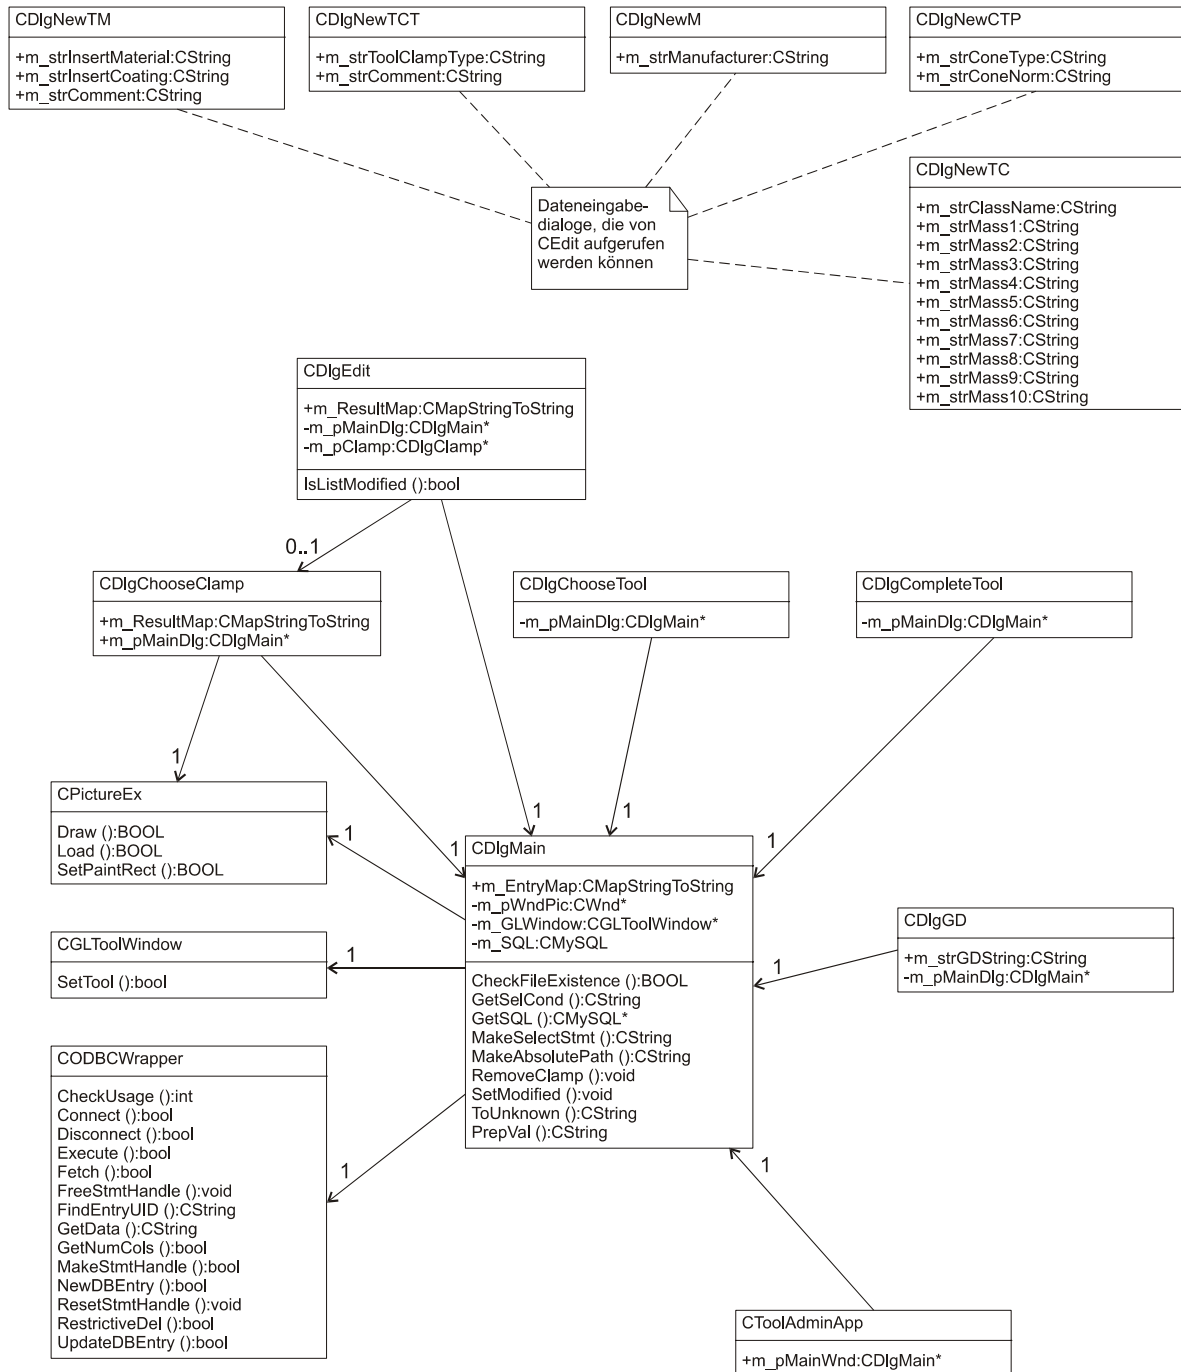 CDlgNewTM
+m_strInsertMaterial:CString
+m_strInsertCoating:CString
+m_strComment:CString
CDlgNewTCT
+m_strToolClampType:CString
+m_strComment:CString
CDlgNewM
+m_strManufacturer:CString
CDlgNewCTP
+m_strConeType:CString
+m_strConeNorm:CString
Dateneingabe-
dialoge, die von
CEdit aufgerufen
werden können
CDlgNewTC
+m_strClassName:CString
+m_strMass1:CString
+m_strMass2:CString
+m_strMass3:CString
+m_strMass4:CString
+m_strMass5:CString
+m_strMass6:CString
+m_strMass7:CString
+m_strMass8:CString
+m_strMass9:CString
+m_strMass10:CString
CDlgEdit
+m_ResultMap:CMapStringToString
-m_pMainDlg:CDlgMain*
-m_pClamp:CDlgClamp*
IsListModified ():bool
0..1
CDlgChooseClamp
+m_ResultMap:CMapStringToString
+m_pMainDlg:CDlgMain*
CDlgChooseTool
-m_pMainDlg:CDlgMain*
CDlgCompleteTool
-m_pMainDlg:CDlgMain*
1
CPictureEx
Draw ():BOOL
Load ():BOOL
SetPaintRect ():BOOL
1
1
1
1
1
CDlgMain
+m_EntryMap:CMapStringToString
-m_pWndPic:CWnd*
-m_GLWindow:CGLToolWindow*
-m_SQL:CMySQL
CheckFileExistence ():BOOL
GetSelCond ():CString
GetSQL ():CMySQL*
MakeSelectStmt ():CString
MakeAbsolutePath ():CString
RemoveClamp ():void
SetModified ():void
ToUnknown ():CString
PrepVal ():CString
CDlgGD
+m_strGDString:CString
-m_pMainDlg:CDlgMain*
1
CGLToolWindow
SetTool ():bool
1
CODBCWrapper
CheckUsage ():int
Connect ():bool
Disconnect ():bool
Execute ():bool
Fetch ():bool
FreeStmtHandle ():void
FindEntryUID ():CString
GetData ():CString
GetNumCols ():bool
MakeStmtHandle ():bool
NewDBEntry ():bool
ResetStmtHandle ():void
RestrictiveDel ():bool
UpdateDBEntry ():bool
1
1
CToolAdminApp
+m_pMainWnd:CDlgMain*